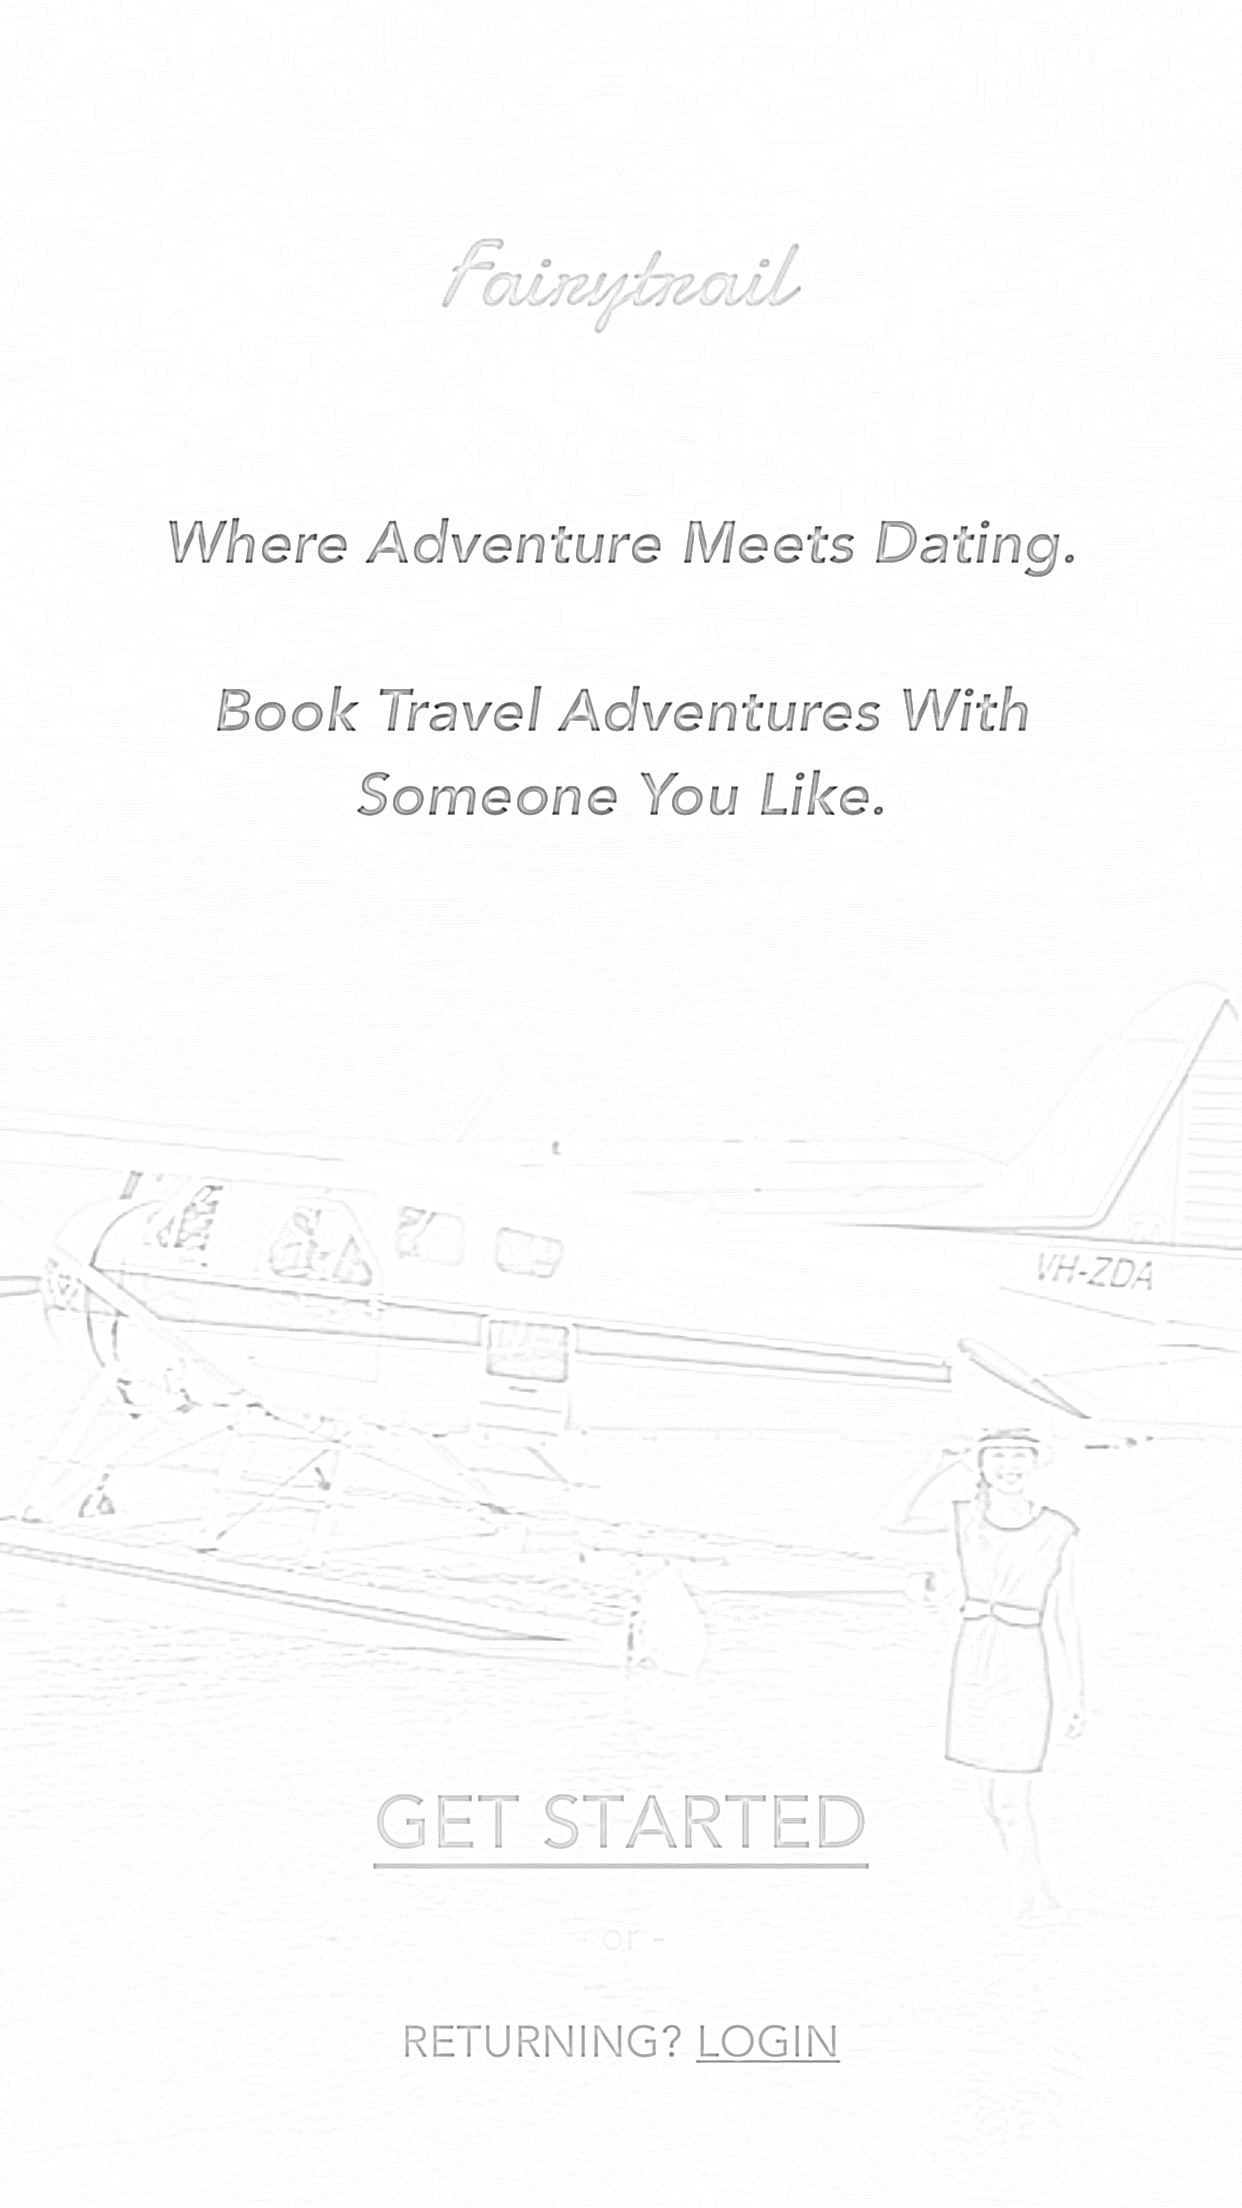 Fairytrail
Where Adventure Meets Dating.
Book Travel Adventures With
Someone You Like.
VH-ZDA
GET STARTED
- or -
RETURNING? LOGIN